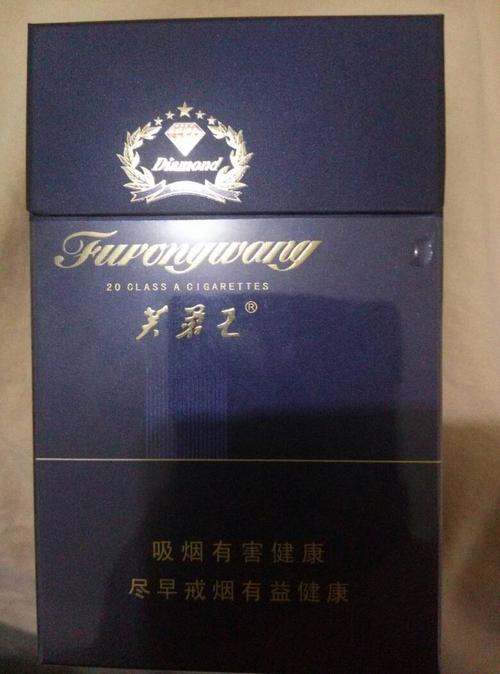 Diamond
Furongwang
20 CLASS A CIGARETTES
芙蓉王®
吸烟有害健康
尽早戒烟有益健康